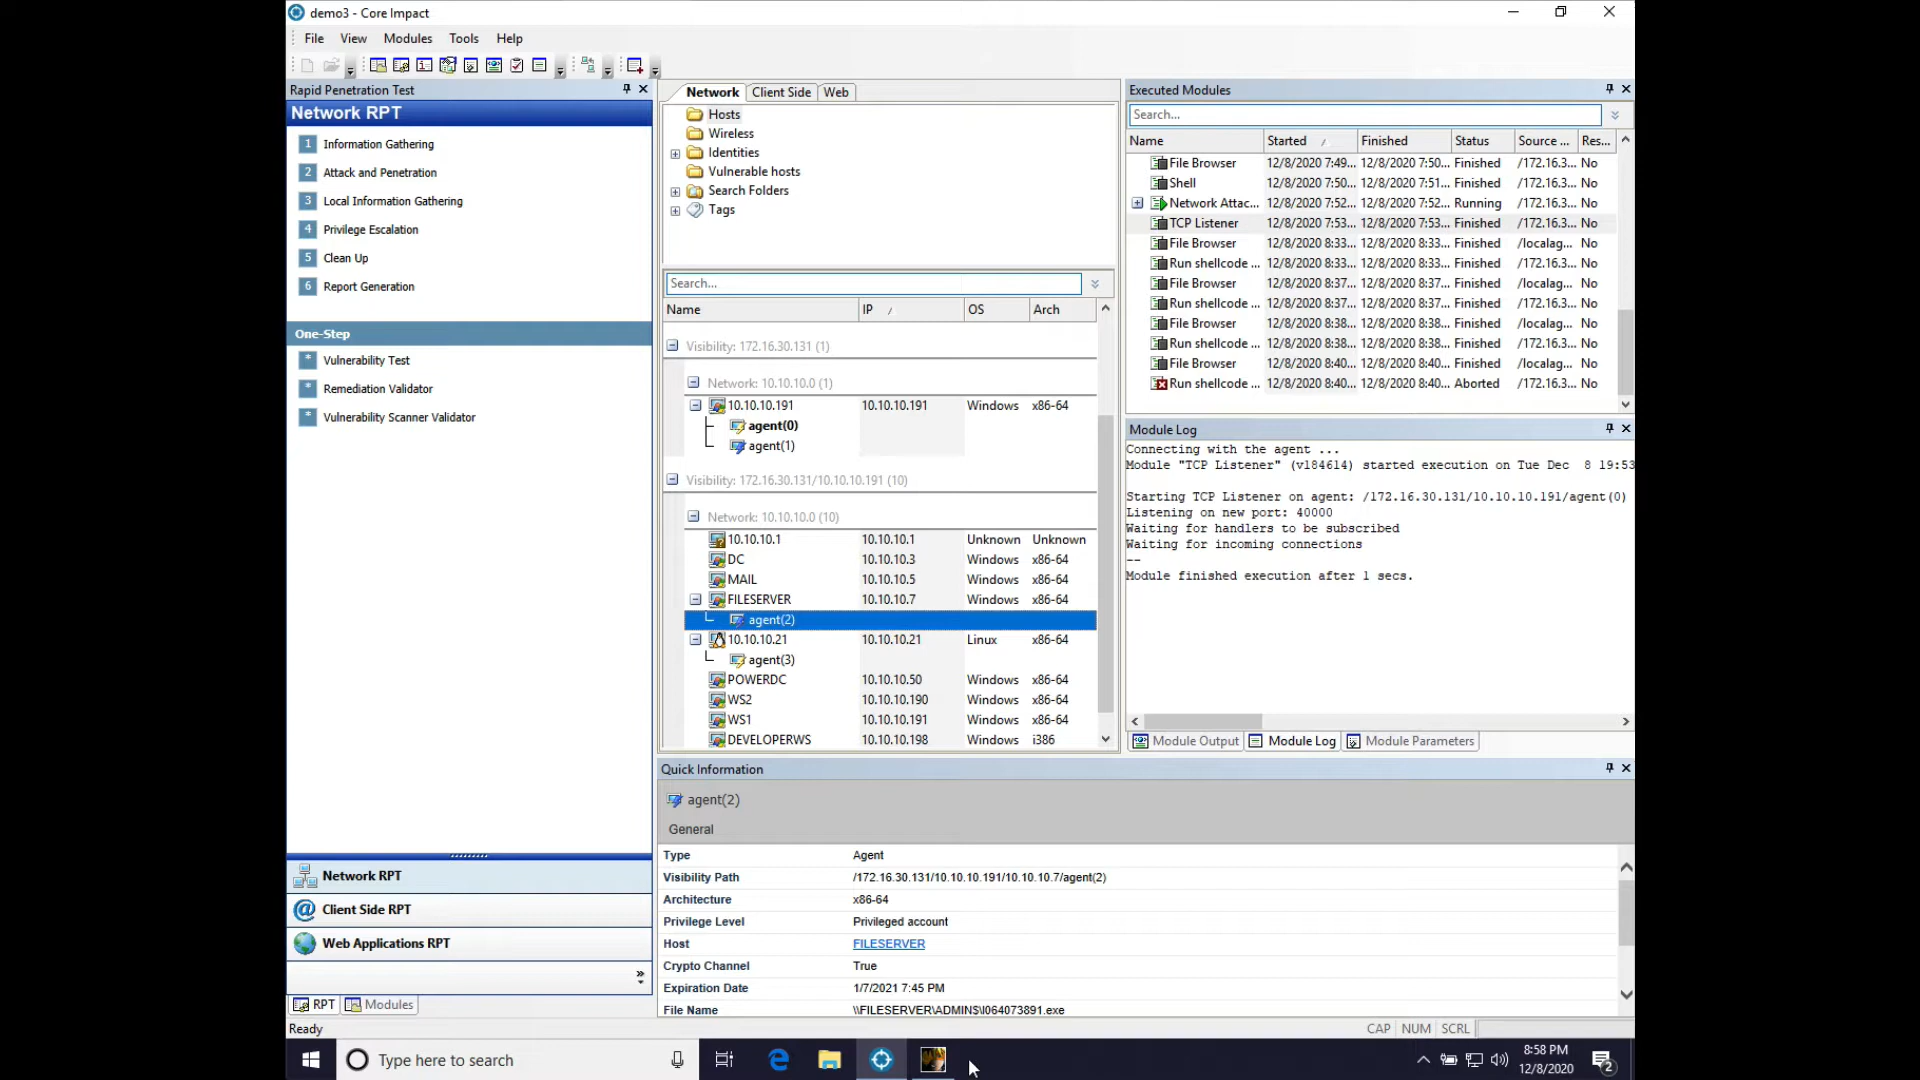 demo3 - Core Impact
File View Modules Tools Help
Rapid Penetration Test
Network RPT
1 Information Gathering
2 Attack and Penetration
3 Local Information Gathering
4 Privilege Escalation
5 Clean Up
6 Report Generation
One-Step
* Vulnerability Test
* Remediation Validator
* Vulnerability Scanner Validator
Network RPT
Client Side RPT
Web Applications RPT
RPT Modules
Ready
Network Client Side Web
Hosts
Wireless
Identities
Vulnerable hosts
Search Folders
Tags
Search...
Name IP OS Arch
Visibility: 172.16.30.131 (1)
Network: 10.10.10.0 (1)
10.10.10.191 10.10.10.191 Windows x86-64
agent(0)
agent(1)
Visibility: 172.16.30.131/10.10.10.191 (10)
Network: 10.10.10.0 (10)
10.10.10.1 10.10.10.1 Unknown Unknown
DC 10.10.10.3 Windows x86-64
MAIL 10.10.10.5 Windows x86-64
FILESERVER 10.10.10.7 Windows x86-64
agent(2)
10.10.10.21 10.10.10.21 Linux x86-64
agent(3)
POWERDC 10.10.10.50 Windows x86-64
WS2 10.10.10.190 Windows x86-64
WS1 10.10.10.191 Windows x86-64
DEVELOPERWS 10.10.10.198 Windows i386
Executed Modules
Search...
Name Started Finished Status Source ... Res...
File Browser 12/8/2020 7:49... 12/8/2020 7:50... Finished /172.16.3... No
Shell 12/8/2020 7:50... 12/8/2020 7:51... Finished /172.16.3... No
Network Attac... 12/8/2020 7:52... 12/8/2020 7:52... Running /172.16.3... No
TCP Listener 12/8/2020 7:53... 12/8/2020 7:53... Finished /172.16.3... No
File Browser 12/8/2020 8:33... 12/8/2020 8:33... Finished /localag... No
Run shellcode ... 12/8/2020 8:33... 12/8/2020 8:33... Finished /172.16.3... No
File Browser 12/8/2020 8:37... 12/8/2020 8:37... Finished /localag... No
Run shellcode ... 12/8/2020 8:37... 12/8/2020 8:37... Finished /172.16.3... No
File Browser 12/8/2020 8:38... 12/8/2020 8:38... Finished /localag... No
Run shellcode ... 12/8/2020 8:38... 12/8/2020 8:38... Finished /172.16.3... No
File Browser 12/8/2020 8:40... 12/8/2020 8:40... Finished /localag... No
Run shellcode ... 12/8/2020 8:40... 12/8/2020 8:40... Aborted /172.16.3... No
Module Log
Connecting with the agent ...
Module "TCP Listener" (v184614) started execution on Tue Dec 8 19:53
Starting TCP Listener on agent: /172.16.30.131/10.10.10.191/agent(0)
Listening on new port: 40000
Waiting for handlers to be subscribed
Waiting for incoming connections
--
Module finished execution after 1 secs.
Module Output Module Log Module Parameters
Quick Information
agent(2)
General
Type Agent
Visibility Path /172.16.30.131/10.10.10.191/10.10.10.7/agent(2)
Architecture x86-64
Privilege Level Privileged account
Host FILESERVER
Crypto Channel True
Expiration Date 1/7/2021 7:45 PM
File Name \\FILESERVER\ADMIN$\I064073891.exe
CAP NUM SCRL
Type here to search
8:58 PM
12/8/2020
2